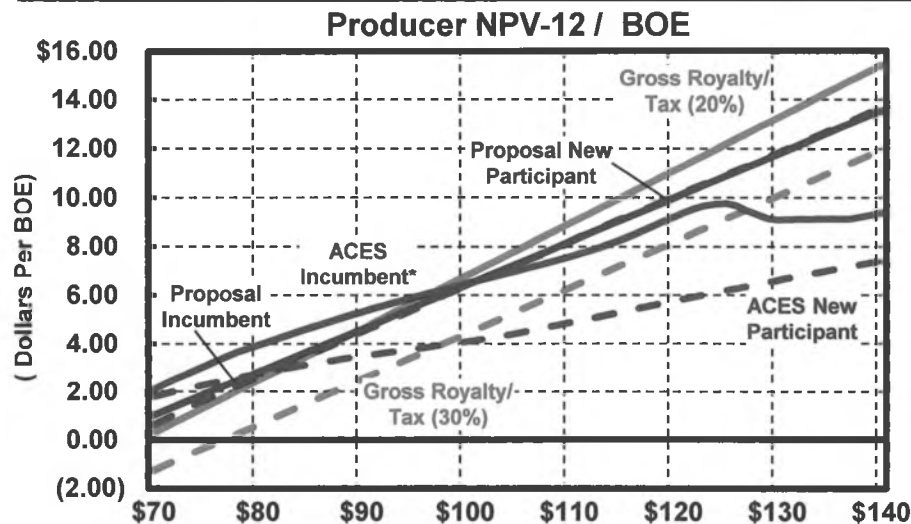 Producer NPV-12 / BOE
( Dollars Per BOE)
$16.00
14.00
12.00
10.00
8.00
6.00
4.00
2.00
0.00
(2.00)
Gross Royalty/
Tax (20%)
Proposal New
Participant
ACES
Incumbent*
Proposal
Incumbent
ACES New
Participant
Gross Royalty/
Tax (30%)
$70
$80
$90
$100
$110
$120
$130
$140